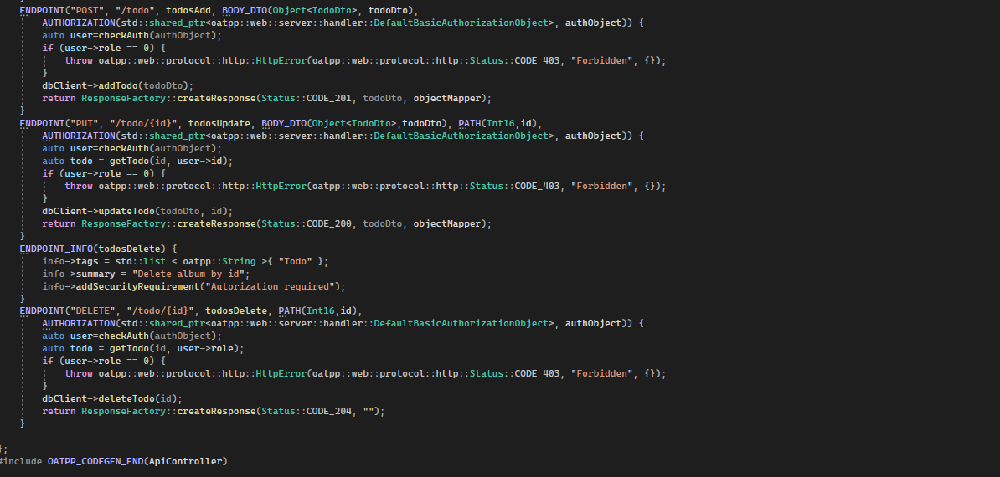 ENDPOINT("POST", "/todo", todosAdd, BODY_DTO(Object<TodoDto>, todoDto),
AUTHORIZATION(std::shared_ptr<oatpp::web::server::handler::DefaultBasicAuthorizationObject>, authObject)) {
auto user=checkAuth(authObject);
if (user->role == 0) {
throw oatpp::web::protocol::http::HttpError(oatpp::web::protocol::http::Status::CODE_403, "Forbidden", {});
}
dbClient->addTodo(todoDto);
return ResponseFactory::createResponse(Status::CODE_201, todoDto, objectMapper);
}
ENDPOINT("PUT", "/todo/{id}", todosUpdate, BODY_DTO(Object<TodoDto>,todoDto), PATH(Int16,id),
AUTHORIZATION(std::shared_ptr<oatpp::web::server::handler::DefaultBasicAuthorizationObject>, authObject)) {
auto user=checkAuth(authObject);
auto todo = getTodo(id, user->id);
if (user->role == 0) {
throw oatpp::web::protocol::http::HttpError(oatpp::web::protocol::http::Status::CODE_403, "Forbidden", {});
}
dbClient->updateTodo(todoDto, id);
return ResponseFactory::createResponse(Status::CODE_200, todoDto, objectMapper);
}
ENDPOINT_INFO(todosDelete) {
info->tags = std::list < oatpp::String >{ "Todo" };
info->summary = "Delete album by id";
info->addSecurityRequirement("Autorization required");
}
ENDPOINT("DELETE", "/todo/{id}", todosDelete, PATH(Int16,id),
AUTHORIZATION(std::shared_ptr<oatpp::web::server::handler::DefaultBasicAuthorizationObject>, authObject)) {
auto user=checkAuth(authObject);
auto todo = getTodo(id, user->role);
if (user->role == 0) {
throw oatpp::web::protocol::http::HttpError(oatpp::web::protocol::http::Status::CODE_403, "Forbidden", {});
}
dbClient->deleteTodo(id);
return ResponseFactory::createResponse(Status::CODE_204, "");
}
};
#include OATPP_CODEGEN_END(ApiController)